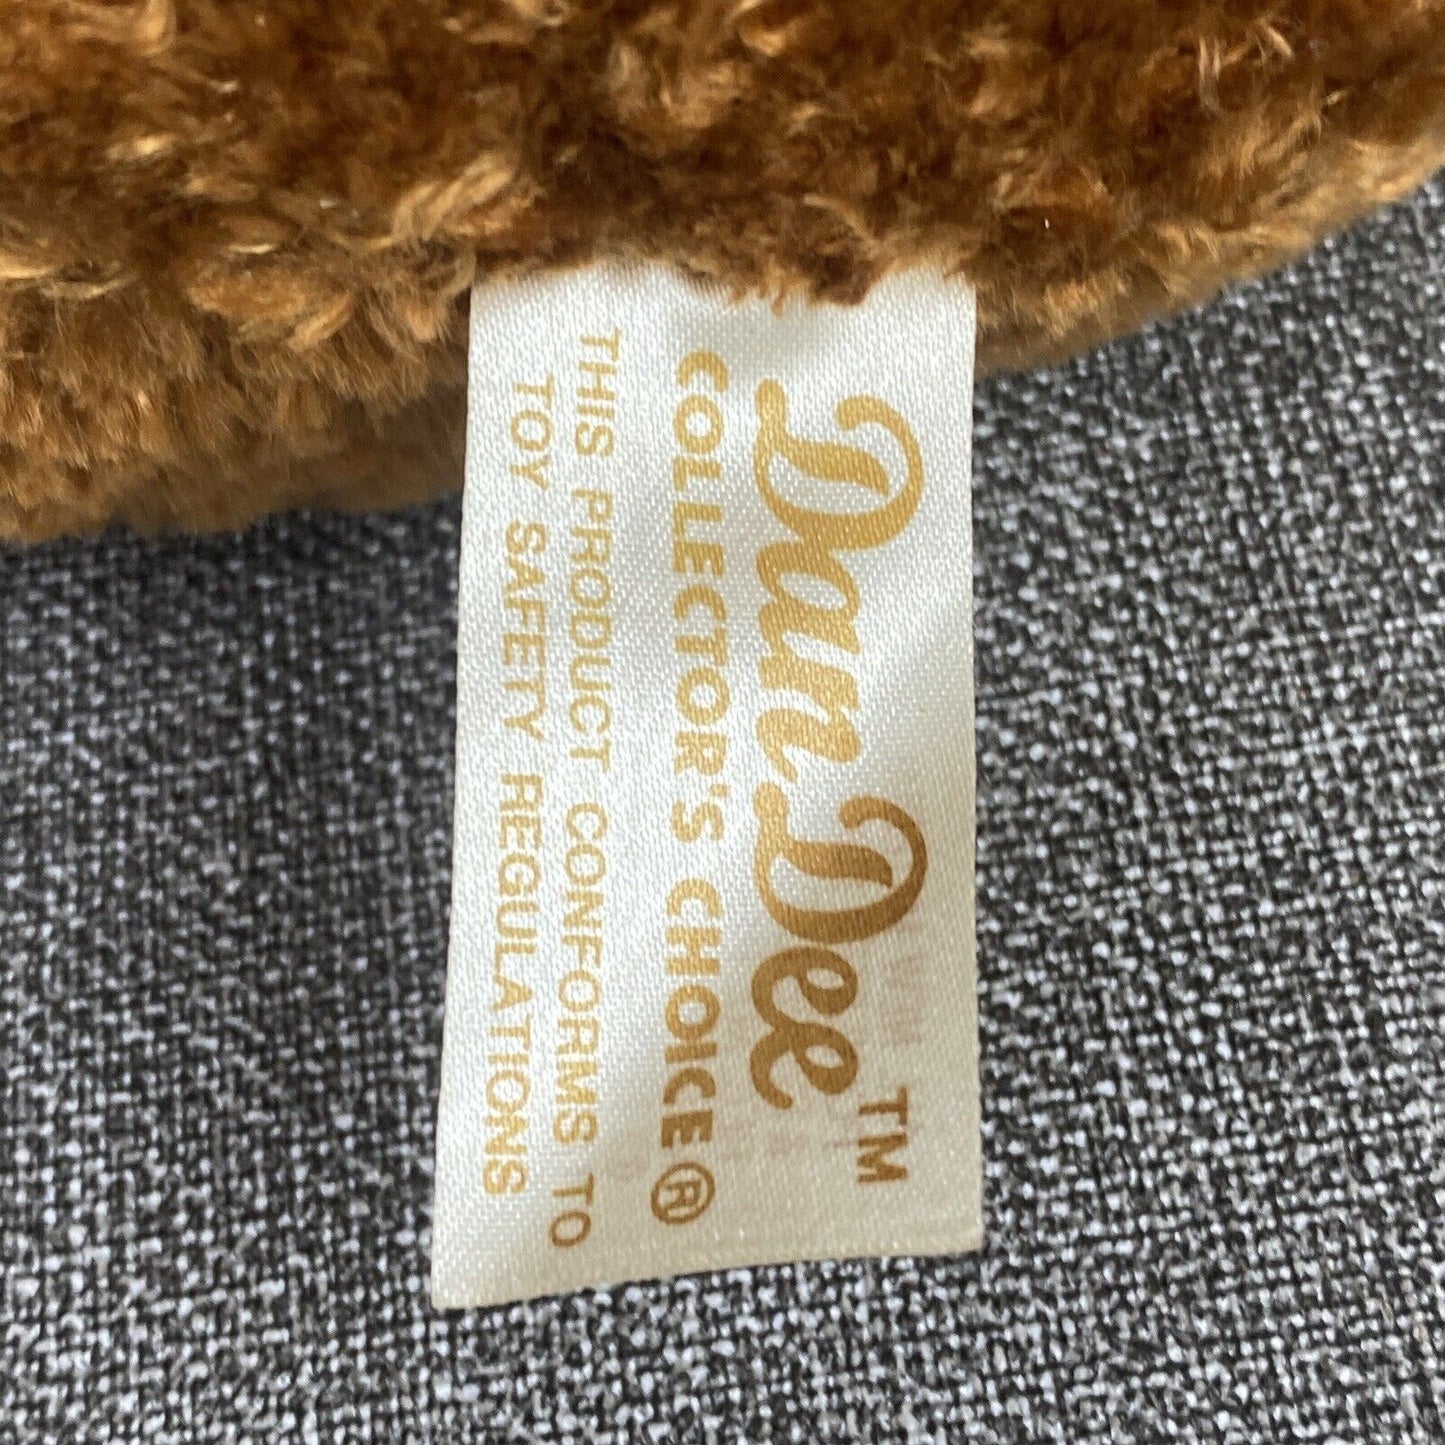 Dan Dee™
COLLECTOR'S CHOICE®
THIS PRODUCT CONFORMS TO
TOY SAFETY REGULATIONS